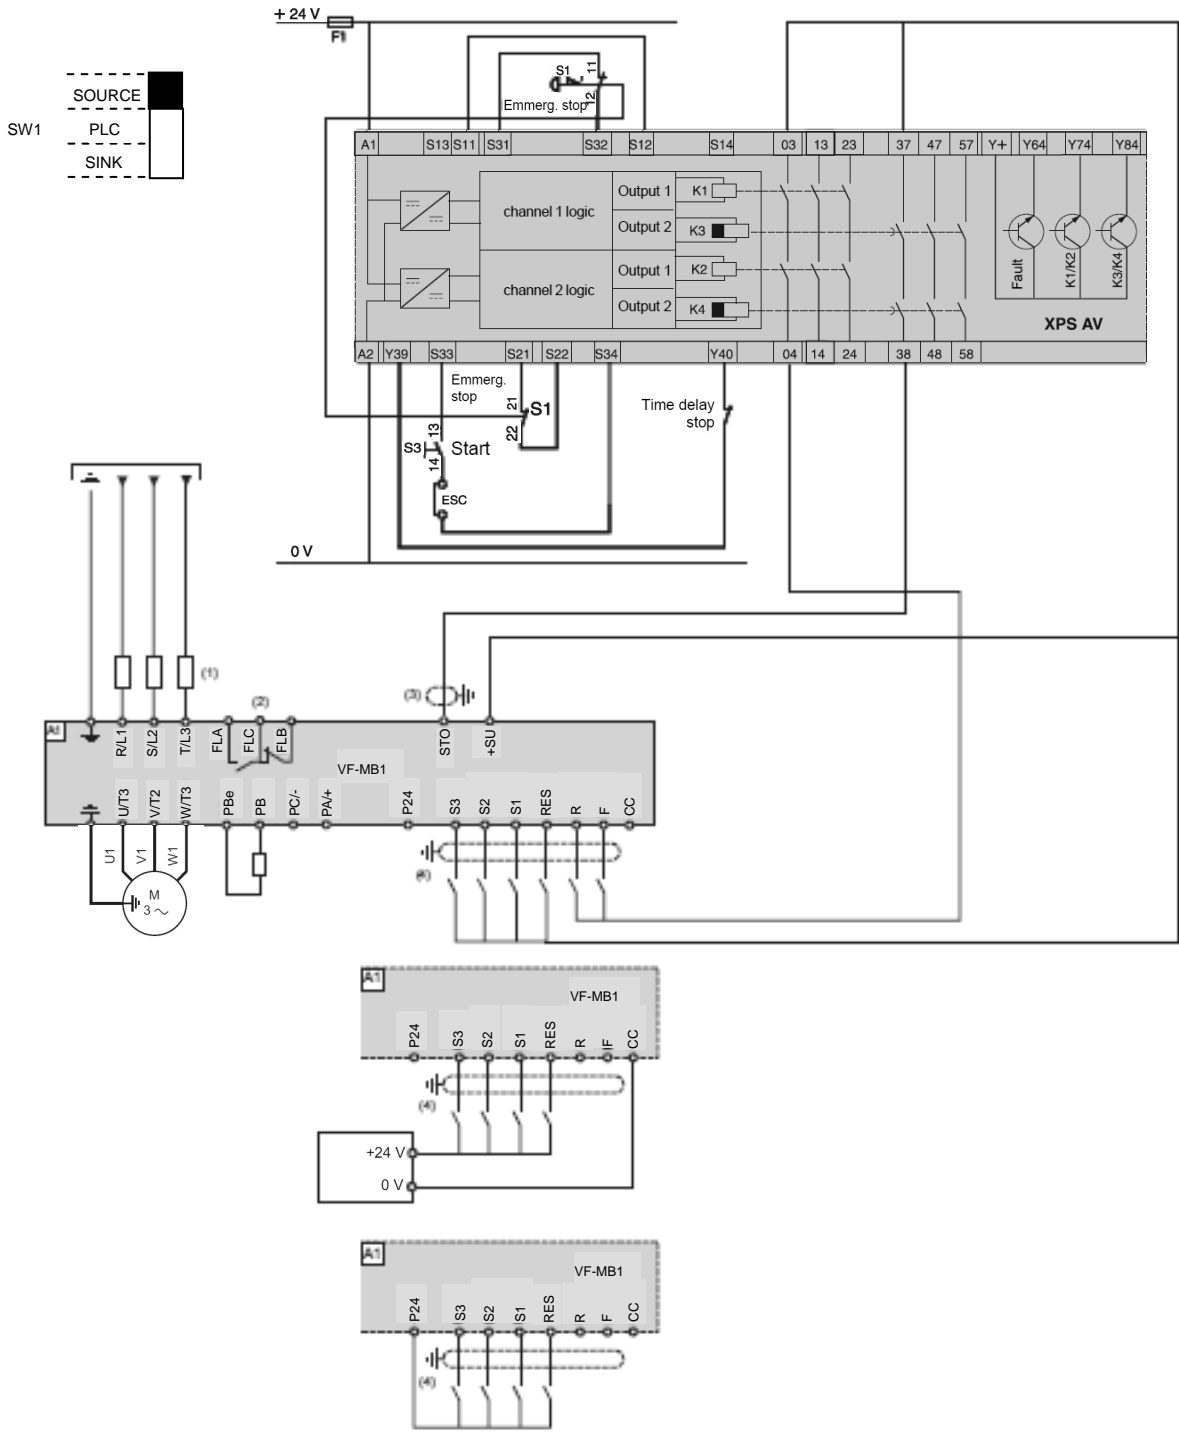 + 24 V
F1
SOURCE
SW1
PLC
SINK
S1
11
12
Emmerg. stop
A1 S13 S11 S31 S32 S12 S14 03 13 23 37 47 57 Y+ Y64 Y74 Y84
channel 1 logic
Output 1
K1
Output 2
K3
channel 2 logic
Output 1
K2
Output 2
K4
Fault
K1/K2
K3/K4
XPS AV
A2 Y39 S33 S21 S22 S34 Y40 04 14 24 38 48 58
Emmerg.
stop
21
22
S1
Time delay
stop
13
14
S3
Start
ESC
0 V
(1)
(2)
(3)
A1
R/L1 S/L2 T/L3 FLA FLC FLB STO +SU
VF-MB1
U/T3 V/T2 W/T3 PBe PB PC/- PA/+ P24 S3 S2 S1 RES R F CC
U1 V1 W1
M
3
A1
VF-MB1
P24 S3 S2 S1 RES R IF CC
(4)
+24 V
0 V
A1
VF-MB1
P24 S3 S2 S1 RES R F CC
(4)